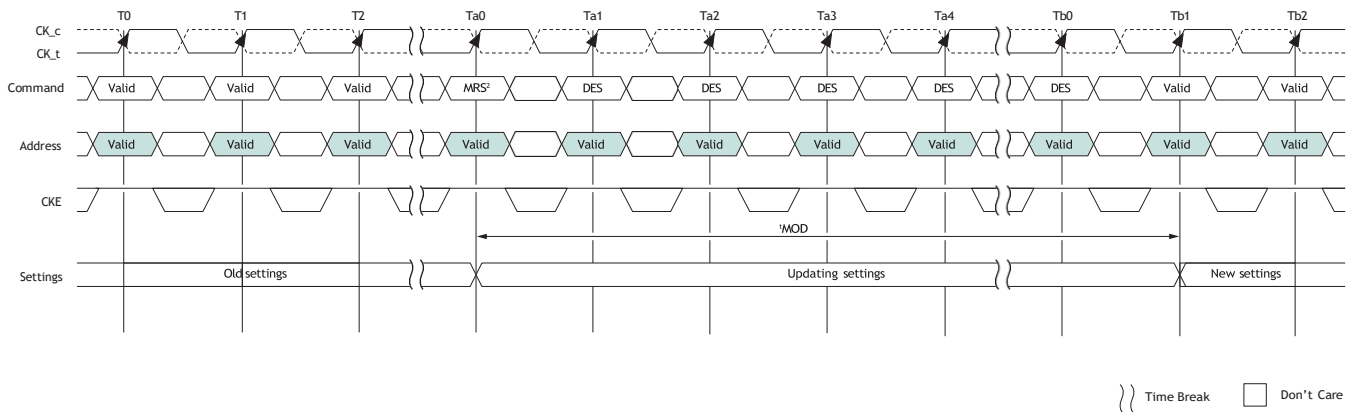 T0 T1 T2 Ta0 Ta1 Ta2 Ta3 Ta4 Tb0 Tb1 Tb2
CK_c
CK_t
Command Valid Valid Valid MRS² DES DES DES DES DES Valid Valid
Address Valid Valid Valid Valid Valid Valid Valid Valid Valid Valid Valid
CKE
ᵗMOD
Settings Old settings Updating settings New settings
Time Break Don't Care